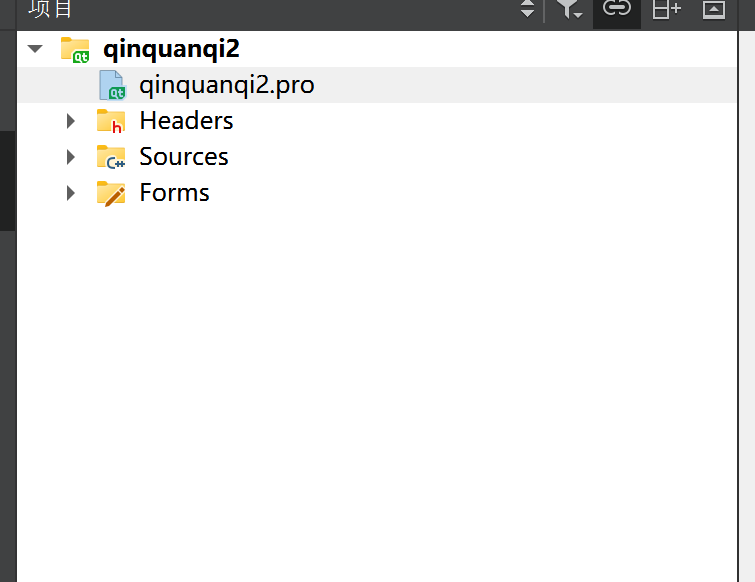 项目
qinquanqi2
qinquanqi2.pro
Headers
Sources
Forms